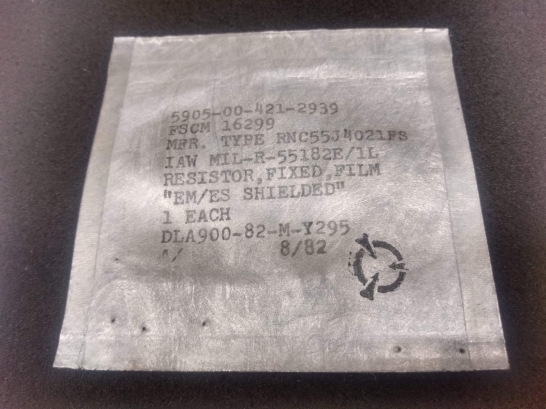 5905-00-421-2939
FSCM 16299
MFR. TYPE RNC55J4021FS
IAW MIL-R-55182E/1L
RESISTOR,FIXED,FILM
"EM/ES SHIELDED"
1 EACH
DLA900-82-M-Y295
A/ 8/82